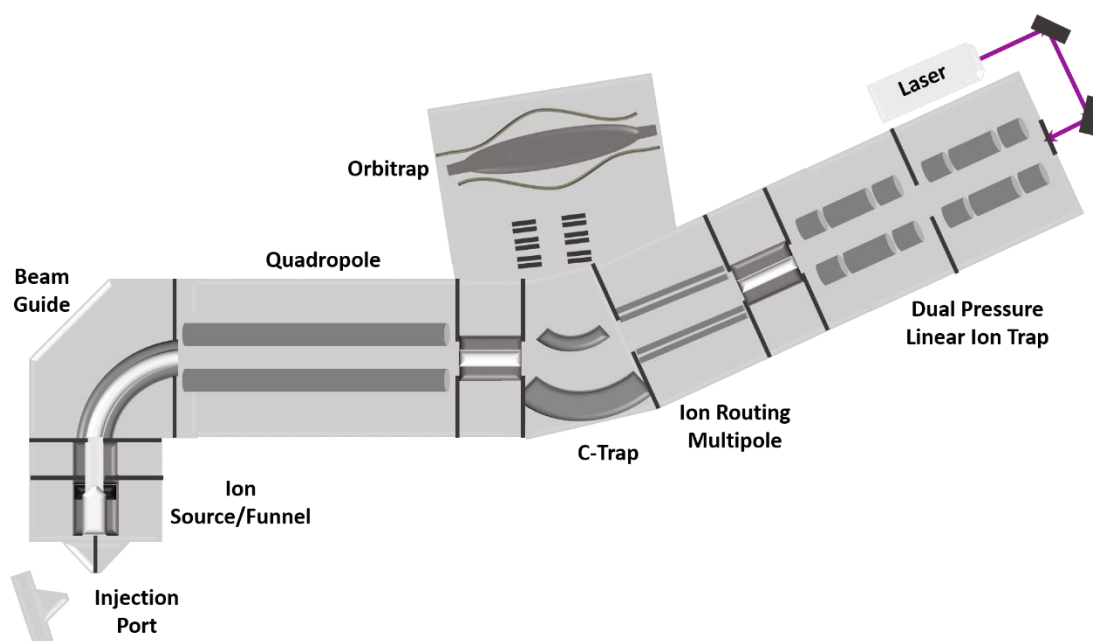 Laser
Orbitrap
Quadropole
Beam
Guide
Dual Pressure
Linear Ion Trap
Ion Routing
Multipole
C-Trap
Ion
Source/Funnel
Injection
Port